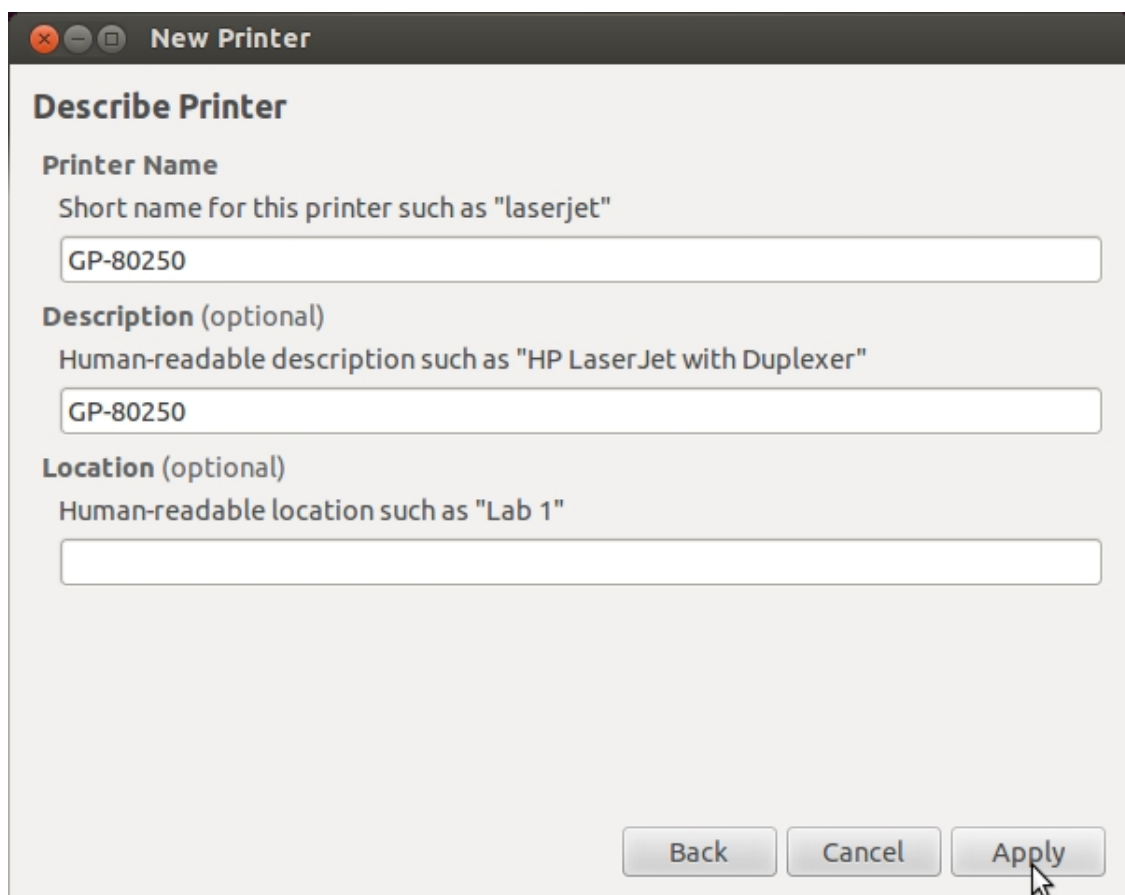 New Printer
Describe Printer
Printer Name
Short name for this printer such as "laserjet"
GP-80250
Description (optional)
Human-readable description such as "HP LaserJet with Duplexer"
GP-80250
Location (optional)
Human-readable location such as "Lab 1"
Back Cancel Apply